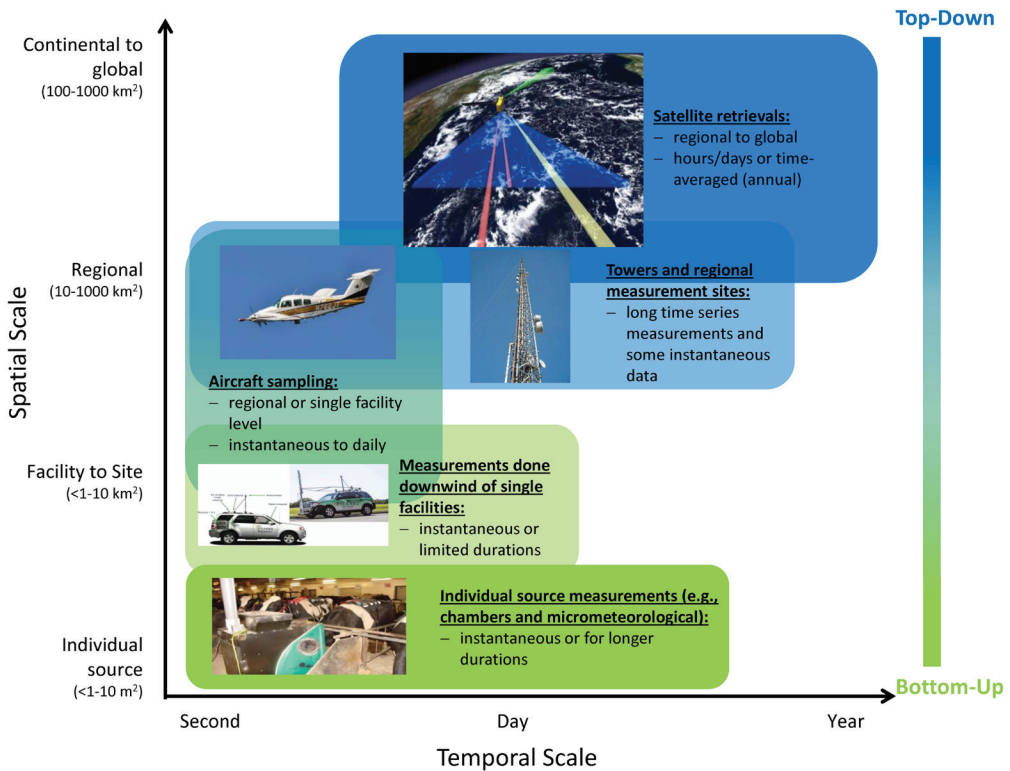 Top-Down
Continental to
global
(100-1000 km²)
Satellite retrievals:
– regional to global
– hours/days or time-
averaged (annual)
Regional
(10-1000 km²)
Towers and regional
measurement sites:
– long time series
measurements and
some instantaneous
data
Aircraft sampling:
– regional or single facility
level
– instantaneous to daily
Spatial Scale
Facility to Site
(<1-10 km²)
Measurements done
downwind of single
facilities:
– instantaneous or
limited durations
Individual source measurements (e.g.,
chambers and micrometeorological):
– instantaneous or for longer
durations
Individual
source
(<1-10 m²)
Bottom-Up
Second
Day
Year
Temporal Scale